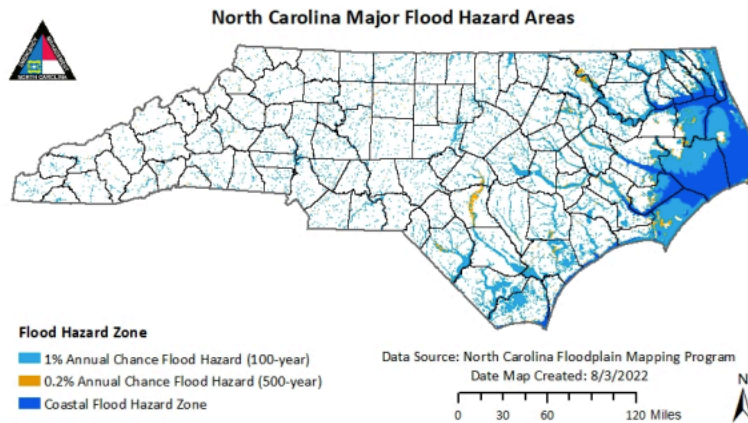 North Carolina Major Flood Hazard Areas
NORTH CAROLINA
Flood Hazard Zone
1% Annual Chance Flood Hazard (100-year)
0.2% Annual Chance Flood Hazard (500-year)
Coastal Flood Hazard Zone
Data Source: North Carolina Floodplain Mapping Program
Date Map Created: 8/3/2022
0 30 60 120 Miles
N